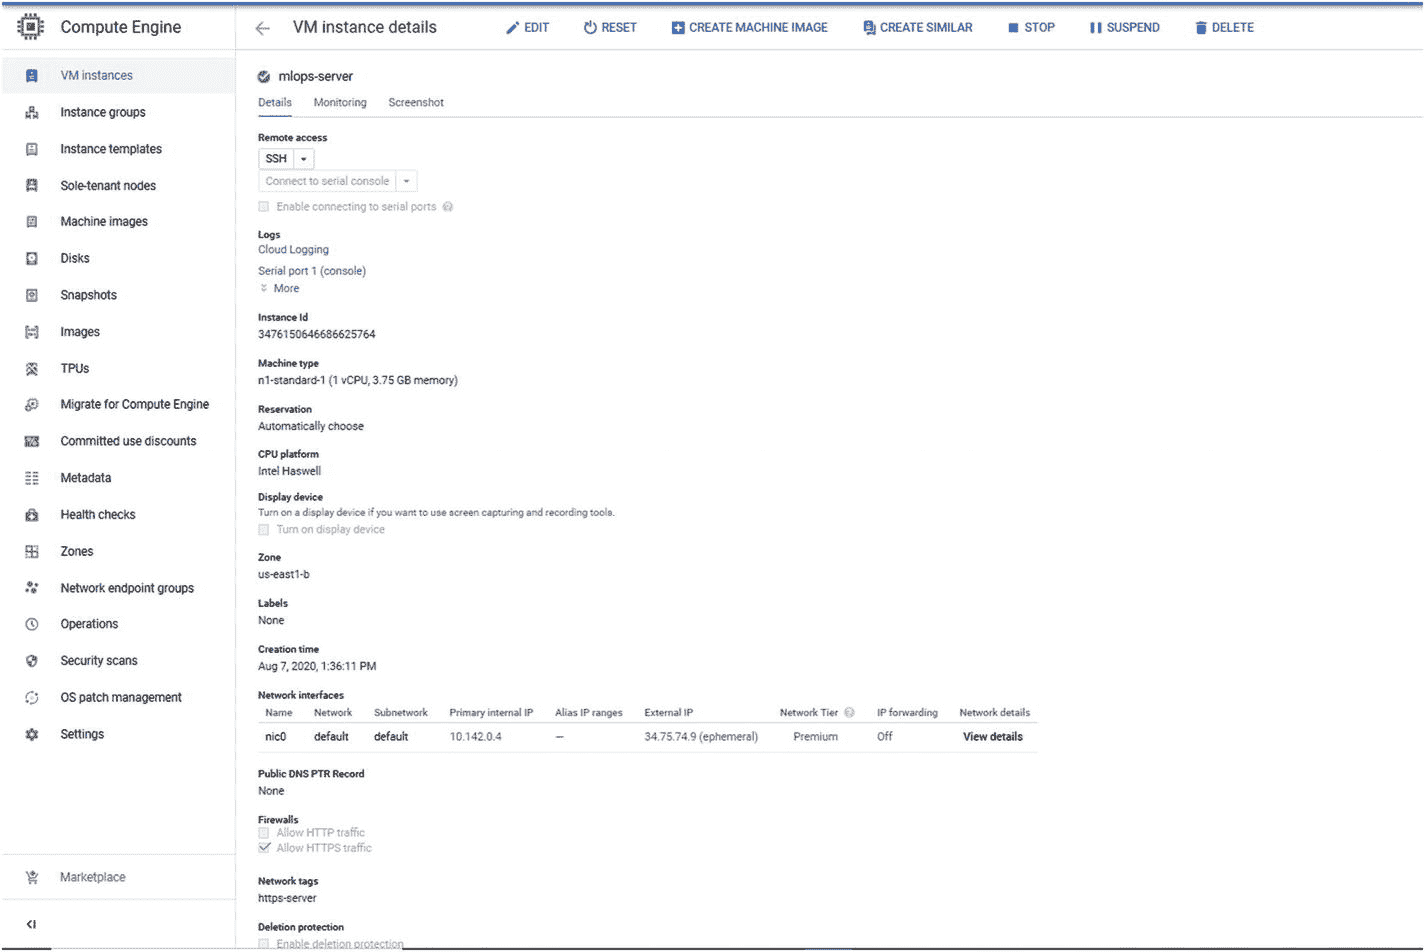 Compute Engine
VM instance details
EDIT
RESET
CREATE MACHINE IMAGE
CREATE SIMILAR
STOP
SUSPEND
DELETE
VM instances
Instance groups
Instance templates
Sole-tenant nodes
Machine images
Disks
Snapshots
Images
TPUs
Migrate for Compute Engine
Committed use discounts
Metadata
Health checks
Zones
Network endpoint groups
Operations
Security scans
OS patch management
Settings
Marketplace
mlops-server
Details Monitoring Screenshot
Remote access
SSH
Connect to serial console
Enable connecting to serial ports
Logs
Cloud Logging
Serial port 1 (console)
More
Instance Id
3476150646686625764
Machine type
n1-standard-1 (1 vCPU, 3.75 GB memory)
Reservation
Automatically choose
CPU platform
Intel Haswell
Display device
Turn on a display device if you want to use screen capturing and recording tools.
Turn on display device
Zone
us-east1-b
Labels
None
Creation time
Aug 7, 2020, 1:36:11 PM
Network interfaces
Name Network Subnetwork Primary internal IP Alias IP ranges External IP Network Tier IP forwarding Network details
nic0 default default 10.142.0.4 — 34.75.74.9 (ephemeral) Premium Off View details
Public DNS PTR Record
None
Firewalls
Allow HTTP traffic
Allow HTTPS traffic
Network tags
https-server
Deletion protection
Enable deletion protection